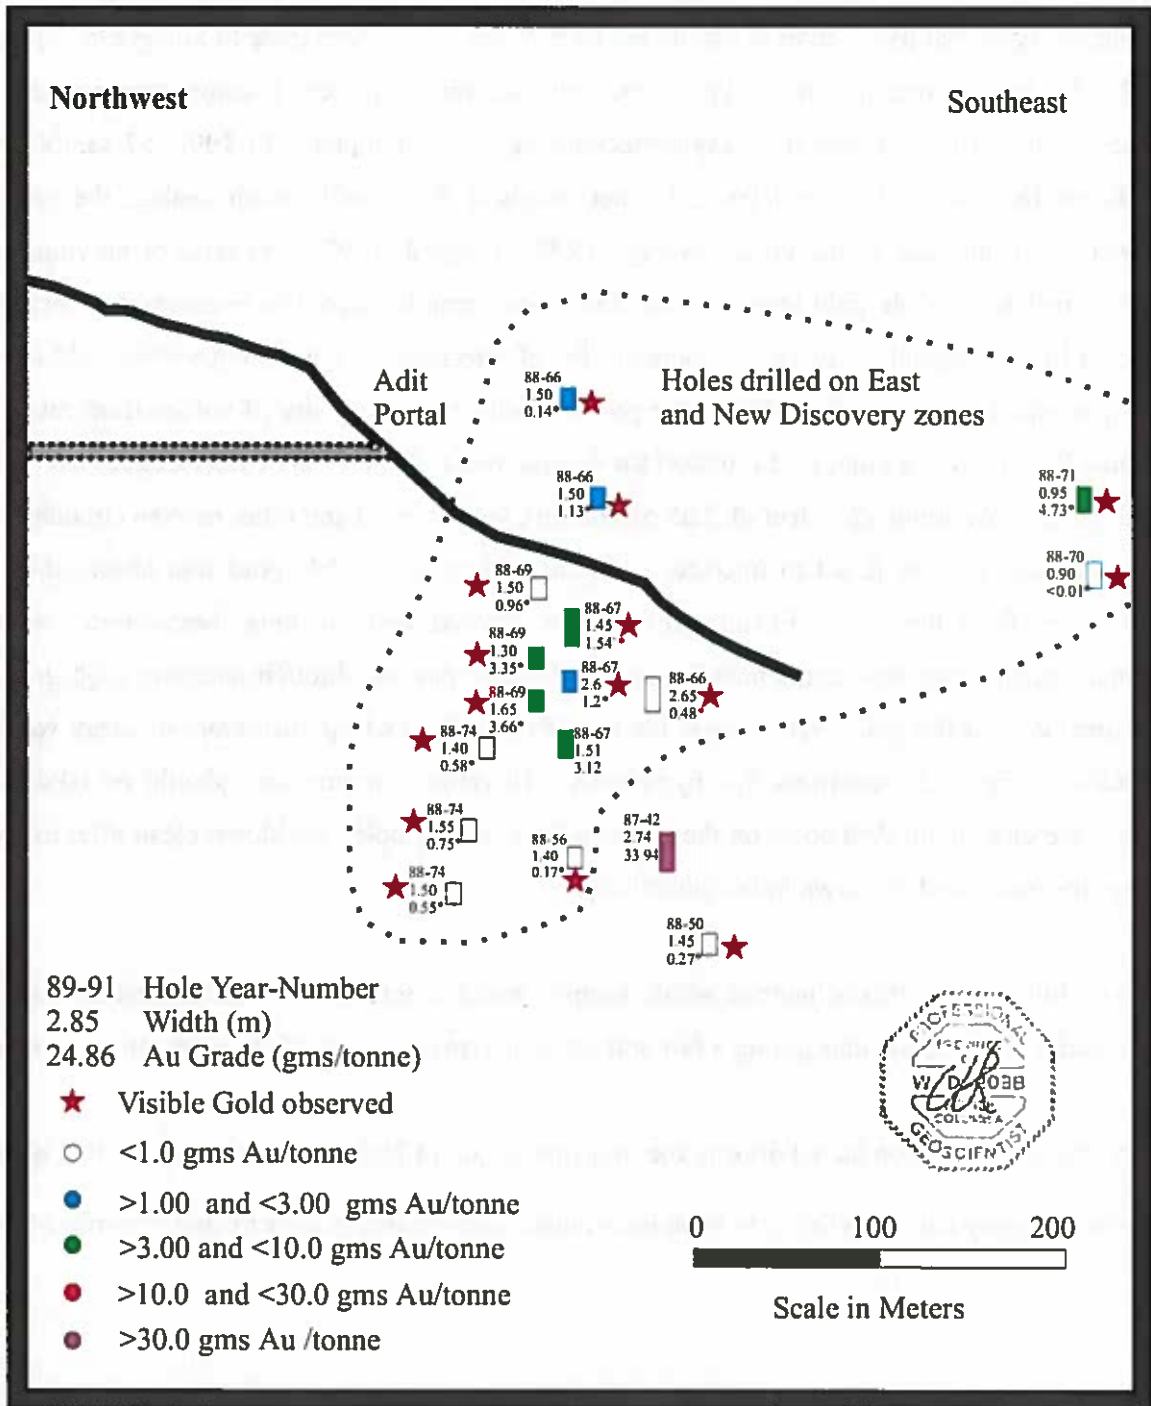 Northwest
Southeast
Adit
Portal
Holes drilled on East
and New Discovery zones
88-66
1.50
0.14*
88-66
1.50
1.13*
88-71
0.95
4.73*
88-70
0.90
<0.01*
88-69
1.50
0.96*
88-67
1.45
1.54*
88-69
1.30
3.35*
88-67
2.6
1.2*
88-66
2.65
0.48*
88-69
1.65
3.66*
88-74
1.40
0.58*
88-67
1.51
3.12
88-74
1.55
0.75*
88-56
1.40
0.17*
87-42
2.74
33.94
88-74
1.50
0.55*
88-50
1.45
0.27*
89-91 Hole Year-Number
2.85 Width (m)
24.86 Au Grade (gms/tonne)
Visible Gold observed
<1.0 gms Au/tonne
>1.00 and <3.00 gms Au/tonne
>3.00 and <10.0 gms Au/tonne
>10.0 and <30.0 gms Au/tonne
>30.0 gms Au /tonne
PROFESSIONAL
PROVINCE
OF
COLUMBIA
GEOSCIENTIST
0 100 200
Scale in Meters